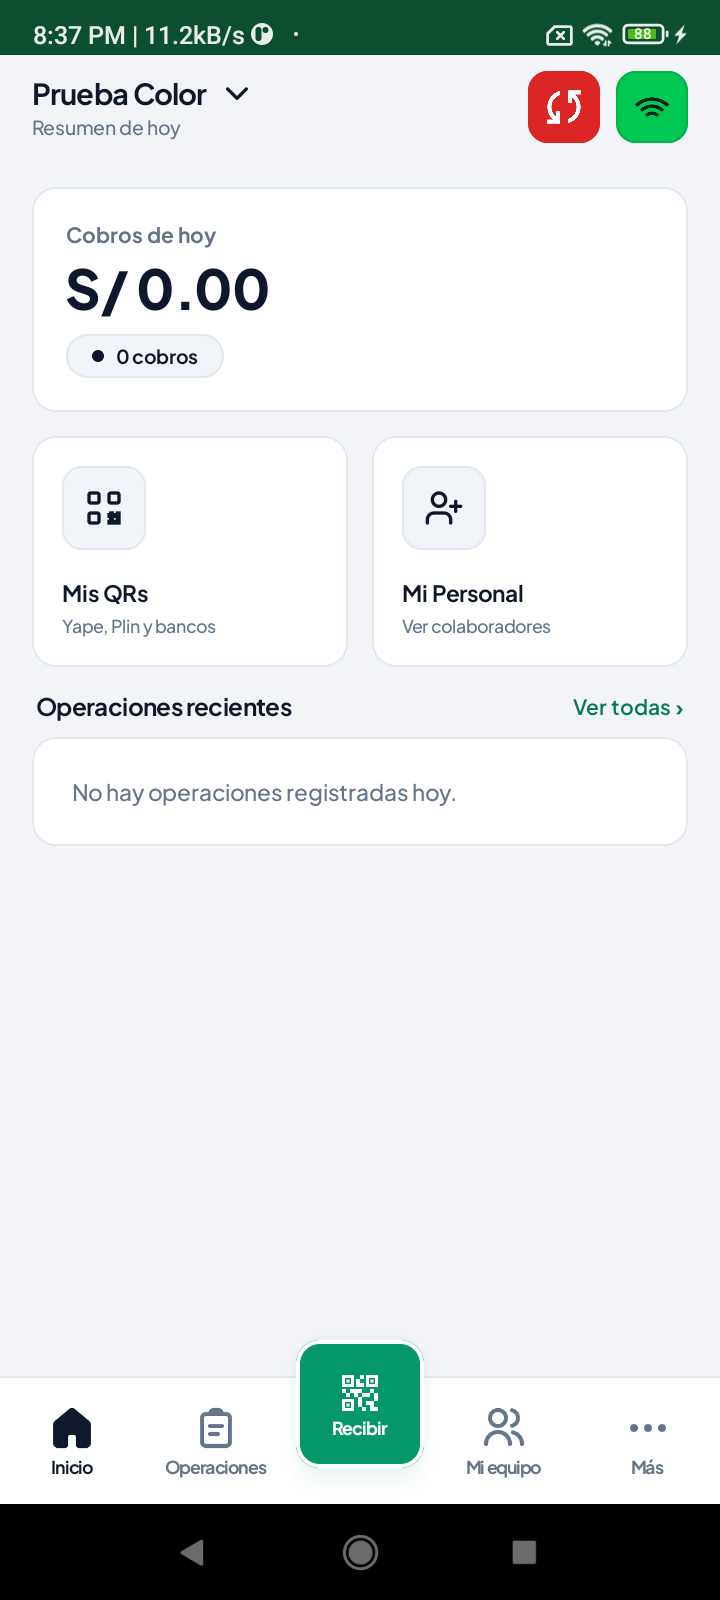 8:37 PM | 11.2kB/s
88
Prueba Color
Resumen de hoy
Cobros de hoy
S/ 0.00
0 cobros
Mis QRs
Yape, Plin y bancos
Mi Personal
Ver colaboradores
Operaciones recientes
Ver todas ›
No hay operaciones registradas hoy.
Inicio
Operaciones
Recibir
Mi equipo
Más